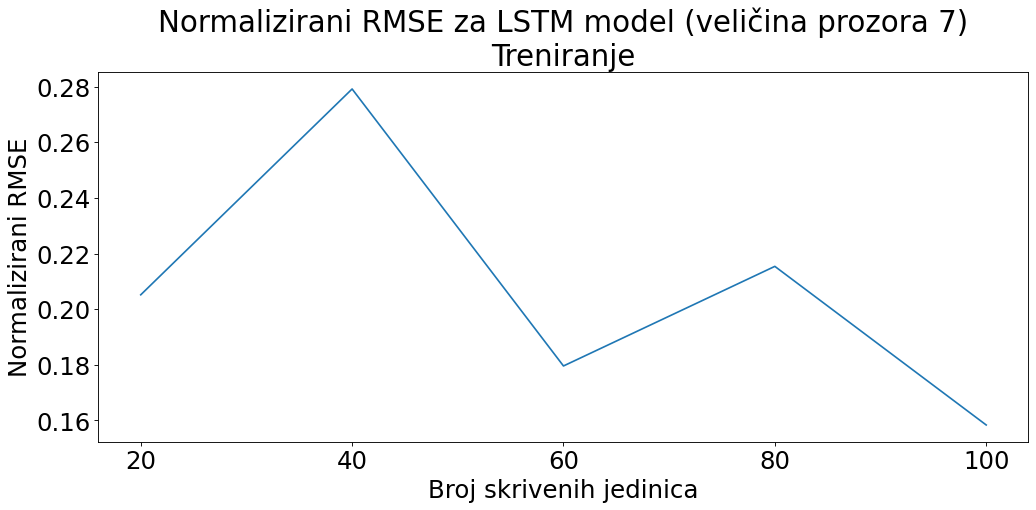 Normalizirani RMSE za LSTM model (veličina prozora 7)
Treniranje
Normalizirani RMSE
0.28
0.26
0.24
0.22
0.20
0.18
0.16
20 40 60 80 100
Broj skrivenih jedinica